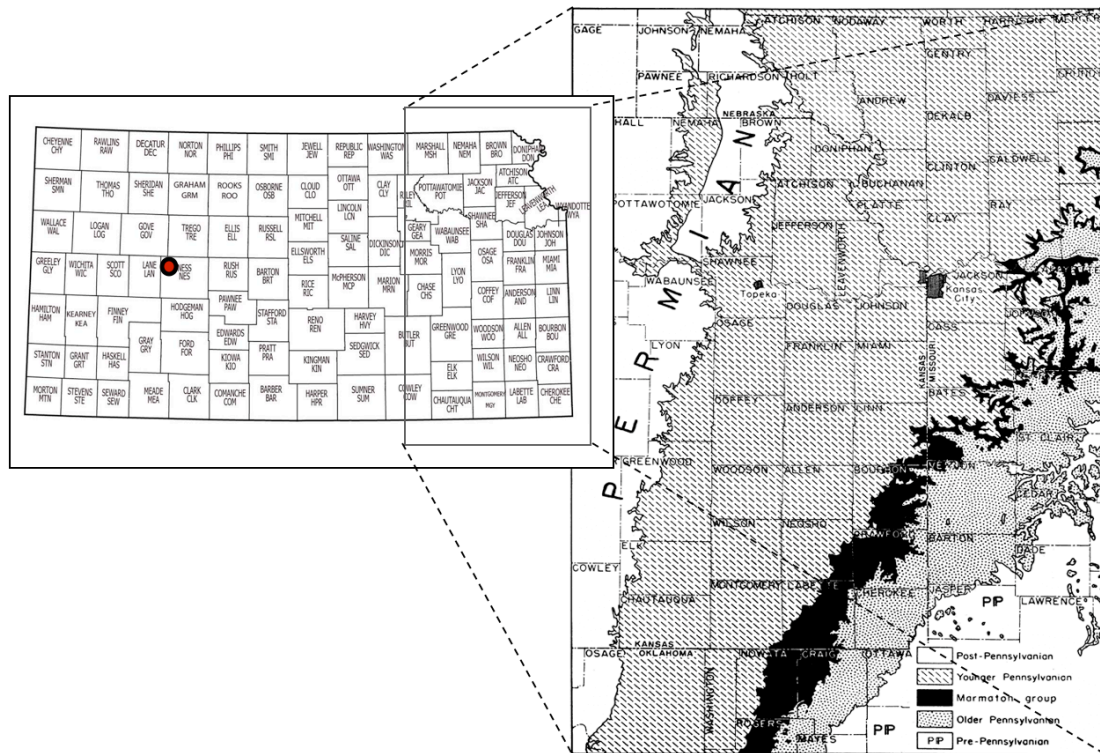 CHEYENNE RAWLINS DECATUR NORTON PHILLIPS SMITH JEWELL REPUBLIC WASHINGTON MARSHALL NEMAHA BROWN DONIPHAN
CHY RAW DEC NOR PHI SMI JEW REP WAS MSH NEM BRO DON
ATCHISON
ATC
SHERMAN THOMAS SHERIDAN GRAHAM ROOKS OSBORNE CLOUD OTTAWA CLAY POTTAWATOMIE JACKSON JEFFERSON LEAVENWORTH
SMN THO SHE GRM ROO OSB CLO OTT CLY POT JAC JEF LEA
MITCHELL LINCOLN
MIT LCN
WALLACE LOGAN GOVE TREGO ELLIS RUSSELL SALINE DICKINSON GEARY WABAUNSEE SHAWNEE DOUGLAS JOHNSON
WAL LOG GOV TRE ELL RSL SAL DIC GEA WAB SHA DOU JOH
ELLSWORTH MORRIS OSAGE
ELS MOR OSA
GREELEY WICHITA SCOTT LANE NES RUSH BARTON McPHERSON MARION LYON FRANKLIN MIAMI
GLY WIC SCO LAN RUS BRT MCP MRN LYO FRA MIA
RICE CHASE
RIC CHS
HAMILTON KEARNEY FINNEY HODGEMAN PAWNEE STAFFORD RENO HARVEY COFFEY ANDERSON LINN
HAM KEA FIN HOG PAW STA REN HVY COF AND LIN
GRAY FORD EDWARDS PRATT SEDGWICK BUTLER GREENWOOD WOODSON ALLEN BOURBON
GRY FOR EDW PRA SED BUT GRE WOO ALL BOU
STANTON GRANT HASKELL KIOWA KINGMAN ELK WILSON NEOSHO CRAWFORD
STN GRT HAS KIO KIN ELK WIL NEO CRA
MORTON STEVENS SEWARD MEADE CLARK COMANCHE BARBER HARPER SUMNER COWLEY CHAUTAUQUA MONTGOMERY LABETTE CHEROKEE
MTN STE SEW MEA CLK COM BAR HPR SUM COW CHT MGY LAB CHE
ATCHISON NODAWAY WORTH
GAGE JOHNSON NEMAHA
GENTRY
PAWNEE RICHARDSON HOLT
DAVIESS
ANDREW
NEBRASKA DEKALB
NEMAHA BROWN
DONIPHAN
CALDWELL
CLINTON
ATCHISON BUCHANAN
JACKSON
POTTAWATOMIE PLATTE RAY
JEFFERSON CLAY
LEAVENWORTH
SHAWNEE
WABAUNSEE JACKSON
Topeka Kansas City
DOUGLAS JOHNSON
OSAGE CASS
LYON FRANKLIN MIAMI
KANSAS MISSOURI
COFFEY BATES
ANDERSON LINN
ST. CLAIR
GREENWOOD
WOODSON ALLEN BOURBON VERNON
CEDAR
WILSON NEOSHO
CRAWFORD BARTON
ELK DADE
COWLEY
MONTGOMERY LABETTE
CHEROKEE JASPER
CHAUTAUQUA LAWRENCE
PIP
KANSAS
OSAGE OKLAHOMA NOWATA CRAIG OTTAWA
WASHINGTON
ROGERS
MAYES PIP
PERMIAN
Post-Pennsylvanian
Younger Pennsylvanian
Marmaton group
Older Pennsylvanian
PIP Pre-Pennsylvanian